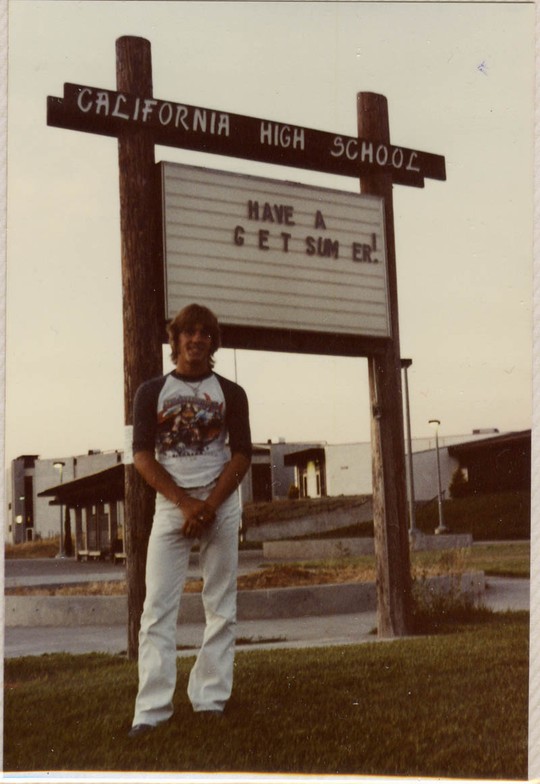 CALIFORNIA HIGH SCHOOL
HAVE A
GET SUM ER!